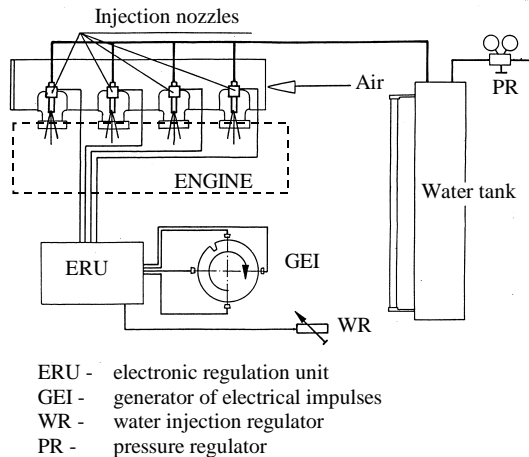 Injection nozzles
Air
PR
ENGINE
Water tank
ERU
GEI
WR
ERU - electronic regulation unit
GEI - generator of electrical impulses
WR - water injection regulator
PR - pressure regulator